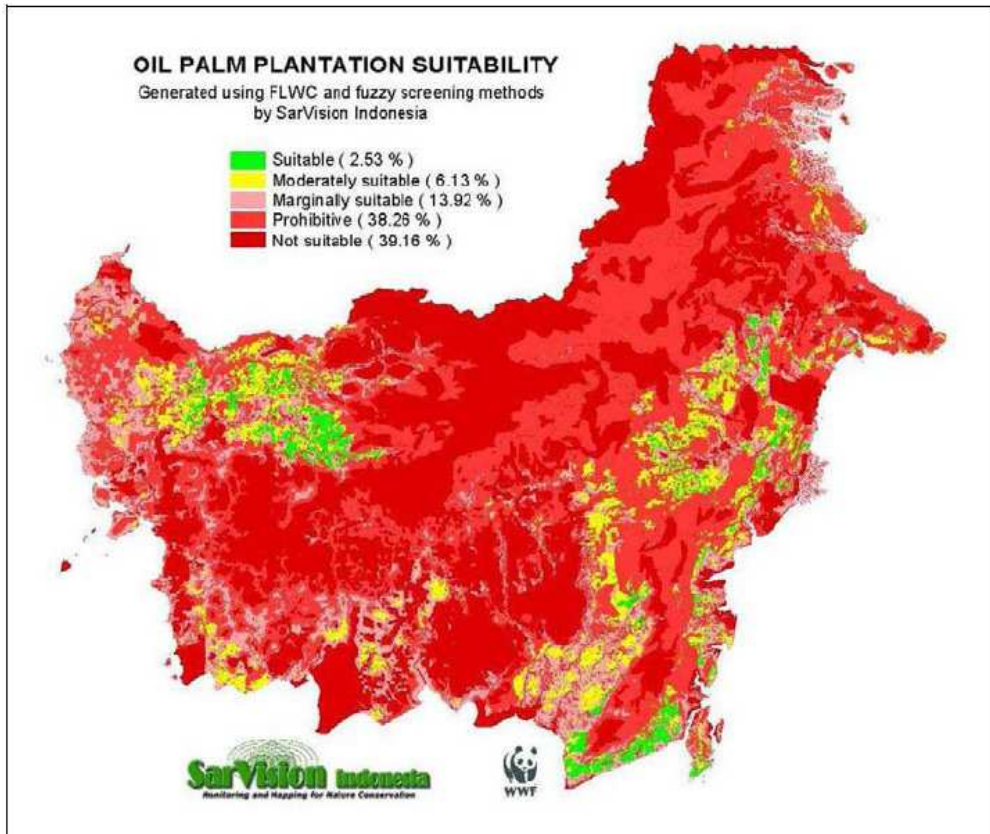 OIL PALM PLANTATION SUITABILITY
Generated using FLWC and fuzzy screening methods
by SarVision Indonesia
Suitable ( 2.53 % )
Moderately suitable ( 6.13 % )
Marginally suitable ( 13.92 % )
Prohibitive ( 38.26 % )
Not suitable ( 39.16 % )
SarVision Indonesia
Monitoring and Mapping for Nature Conservation
WWF